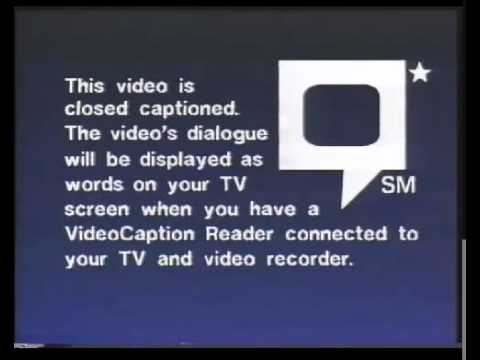 This video is
closed captioned.
The video's dialogue
will be displayed as
words on your TV
screen when you have a
VideoCaption Reader connected to
your TV and video recorder.
SM